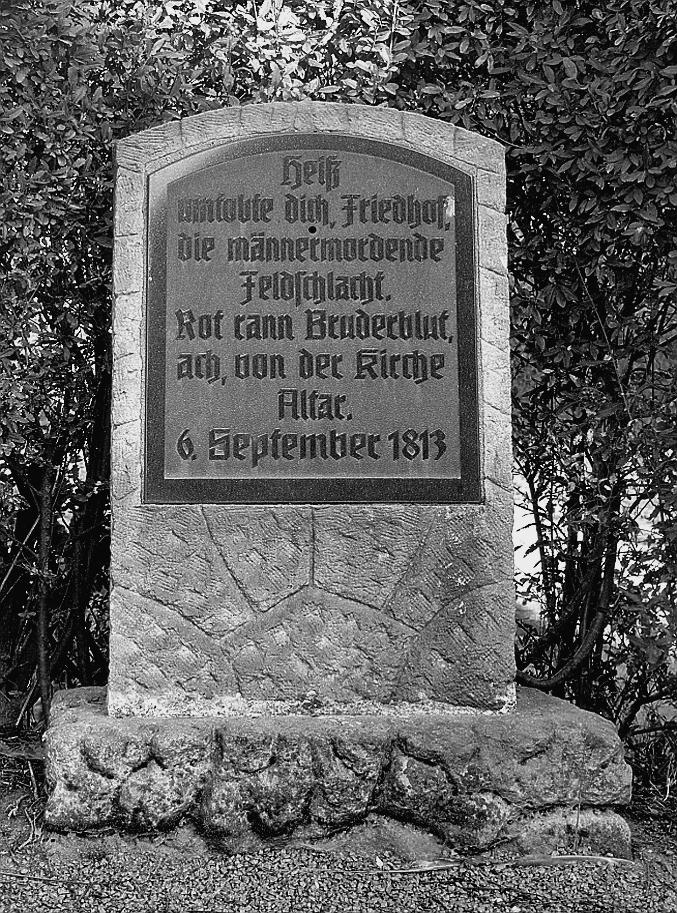 Heiß
umtobte dich, Friedhof,
die männermordende
Feldschlacht.
Rot rann Bruderblut,
ach, von der Kirche
Altar.
6. September 1813